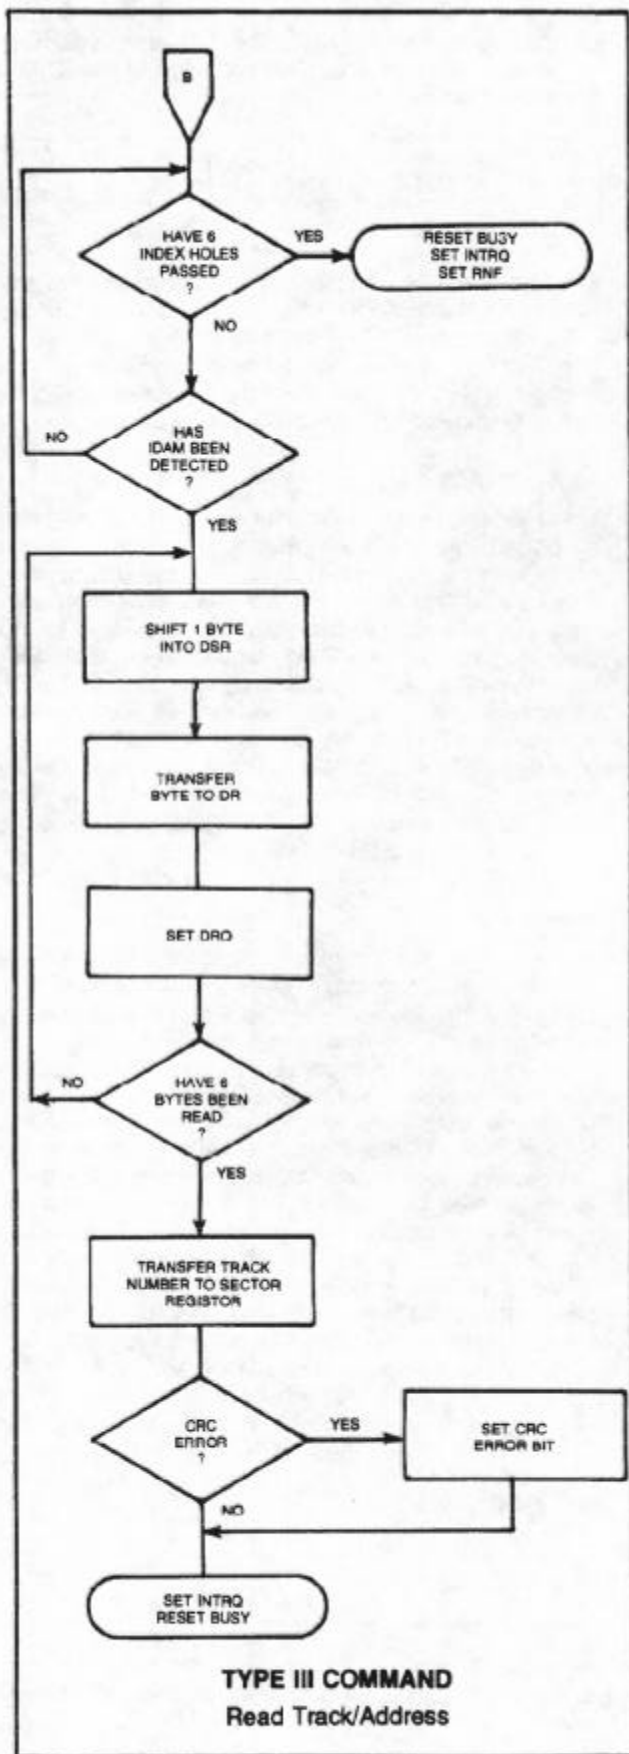 B
HAVE 6
INDEX HOLES
PASSED
?
YES
RESET BUSY
SET INTRQ
SET RNF
NO
HAS
IDAM BEEN
DETECTED
?
NO
YES
SHIFT 1 BYTE
INTO DSR
TRANSFER
BYTE TO DR
SET DRQ
HAVE 6
BYTES BEEN
READ
?
NO
YES
TRANSFER TRACK
NUMBER TO SECTOR
REGISTOR
CRC
ERROR
?
YES
SET CRC
ERROR BIT
NO
SET INTRQ
RESET BUSY
TYPE III COMMAND
Read Track/Address